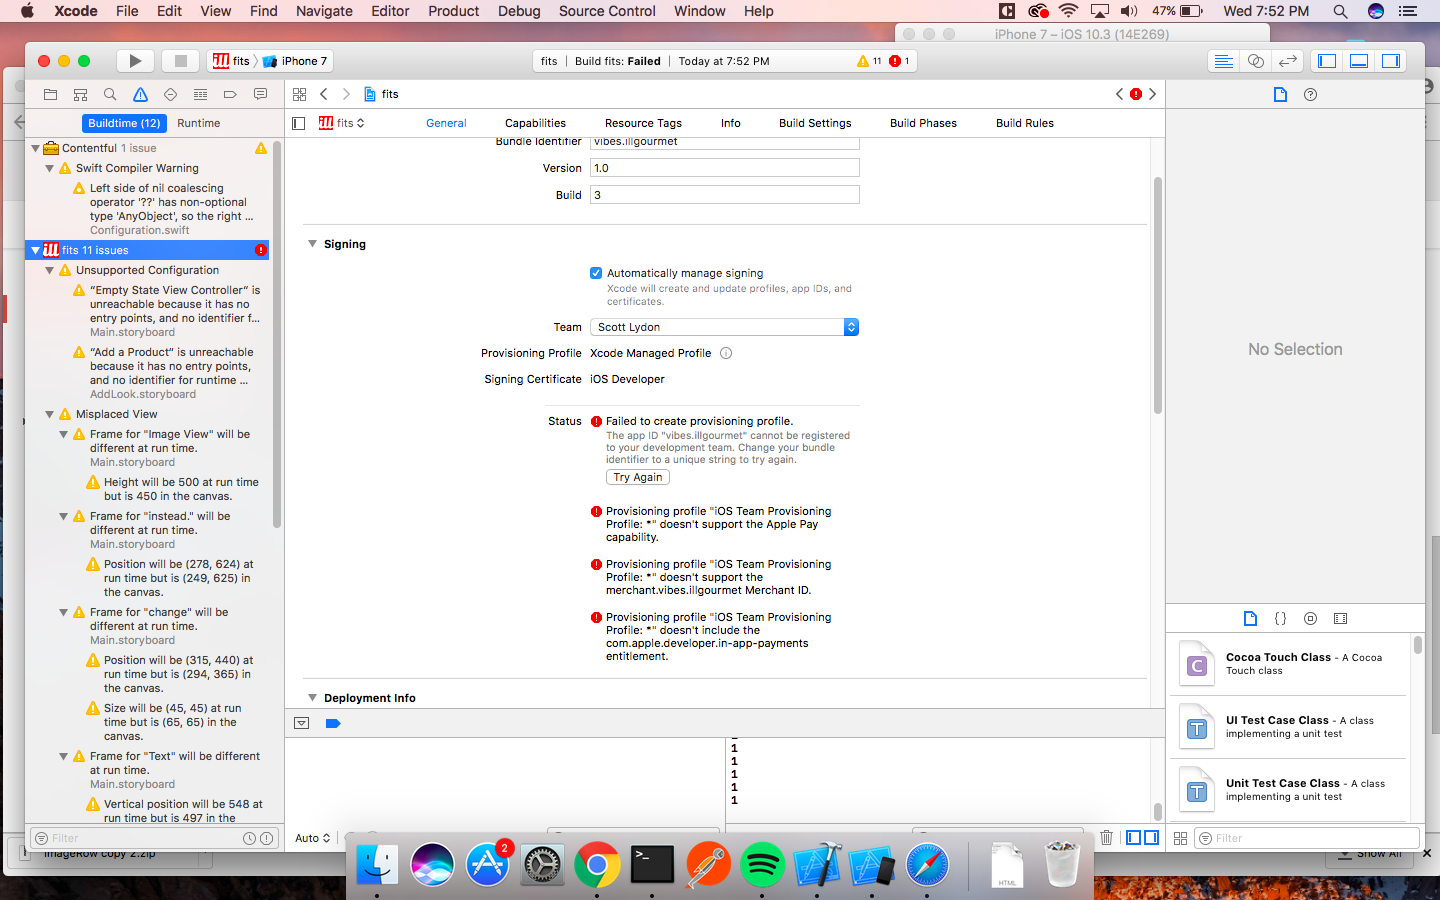 Xcode File Edit View Find Navigate Editor Product Debug Source Control Window Help
47% Wed 7:52 PM
iPhone 7 – iOS 10.3 (14E269)
fits iPhone 7
fits Build fits: Failed Today at 7:52 PM 11 1
fits
Buildtime (12) Runtime
fits General Capabilities Resource Tags Info Build Settings Build Phases Build Rules
Contentful 1 issue
Swift Compiler Warning
Left side of nil coalescing
operator '??' has non-optional
type 'AnyObject', so the right ...
Configuration.swift
fits 11 issues
Unsupported Configuration
“Empty State View Controller“ is
unreachable because it has no
entry points, and no identifier f...
Main.storyboard
“Add a Product“ is unreachable
because it has no entry points,
and no identifier for runtime ...
AddLook.storyboard
Misplaced View
Frame for "Image View" will be
different at run time.
Main.storyboard
Height will be 500 at run time
but is 450 in the canvas.
Frame for "instead." will be
different at run time.
Main.storyboard
Position will be (278, 624) at
run time but is (249, 625) in
the canvas.
Frame for "change" will be
different at run time.
Main.storyboard
Position will be (315, 440) at
run time but is (294, 365) in
the canvas.
Size will be (45, 45) at run
time but is (65, 65) in the
canvas.
Frame for "Text" will be different
at run time.
Main.storyboard
Vertical position will be 548 at
run time but is 497 in the
Filter
Bundle Identifier vibes.illgourmet
Version 1.0
Build 3
Signing
Automatically manage signing
Xcode will create and update profiles, app IDs, and
certificates.
Team Scott Lydon
Provisioning Profile Xcode Managed Profile
Signing Certificate iOS Developer
Status Failed to create provisioning profile.
The app ID "vibes.illgourmet" cannot be registered
to your development team. Change your bundle
identifier to a unique string to try again.
Try Again
Provisioning profile "iOS Team Provisioning
Profile: *" doesn't support the Apple Pay
capability.
Provisioning profile "iOS Team Provisioning
Profile: *" doesn't support the
merchant.vibes.illgourmet Merchant ID.
Provisioning profile "iOS Team Provisioning
Profile: *" doesn't include the
com.apple.developer.in-app-payments
entitlement.
Deployment Info
1
1
1
1
1
Auto
No Selection
Cocoa Touch Class - A Cocoa
Touch class
UI Test Case Class - A class
implementing a unit test
Unit Test Case Class - A class
implementing a unit test
Filter
ImageRow copy 2.zip
Show All
2
HTML